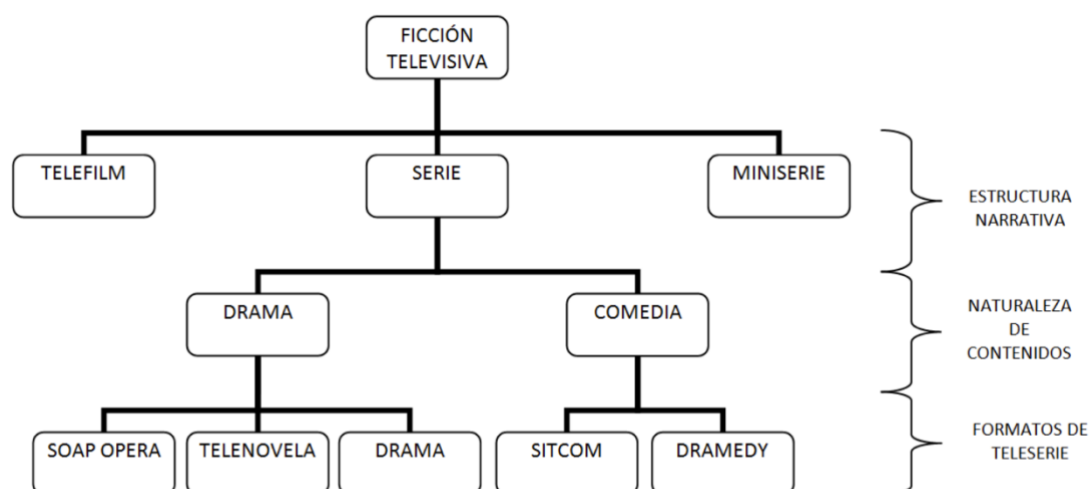 FICCIÓN
TELEVISIVA
TELEFILM
SERIE
MINISERIE
ESTRUCTURA
NARRATIVA
DRAMA
COMEDIA
NATURALEZA
DE
CONTENIDOS
SOAP OPERA
TELENOVELA
DRAMA
SITCOM
DRAMEDY
FORMATOS DE
TELESERIE